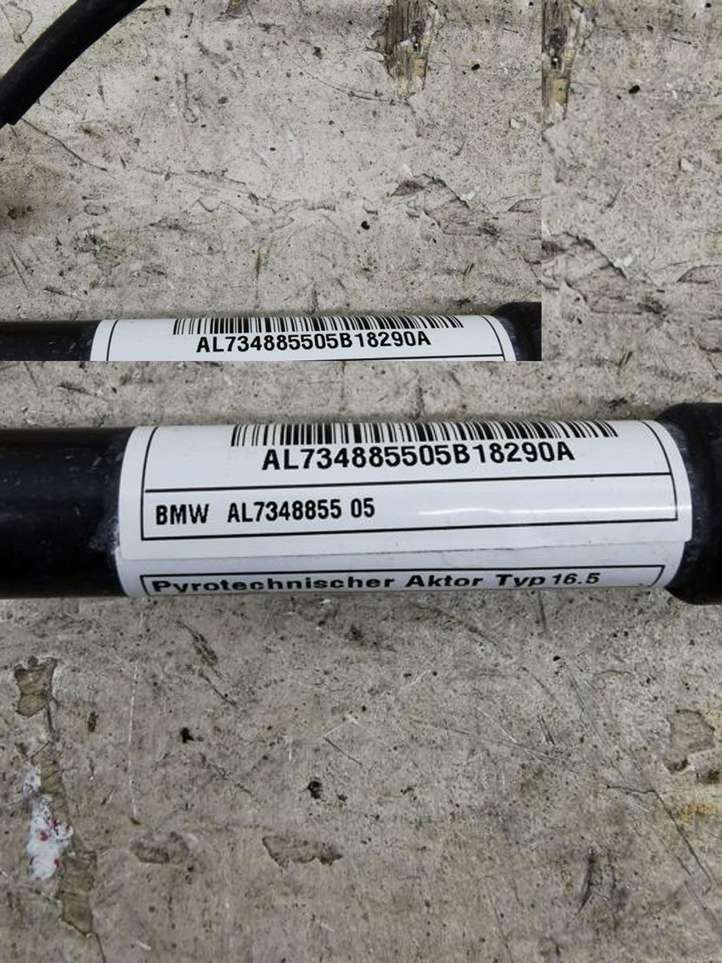 AL734885505B18290A
AL734885505B18290A
BMW AL7348855 05
Pyrotechnischer Aktor Typ 16.5